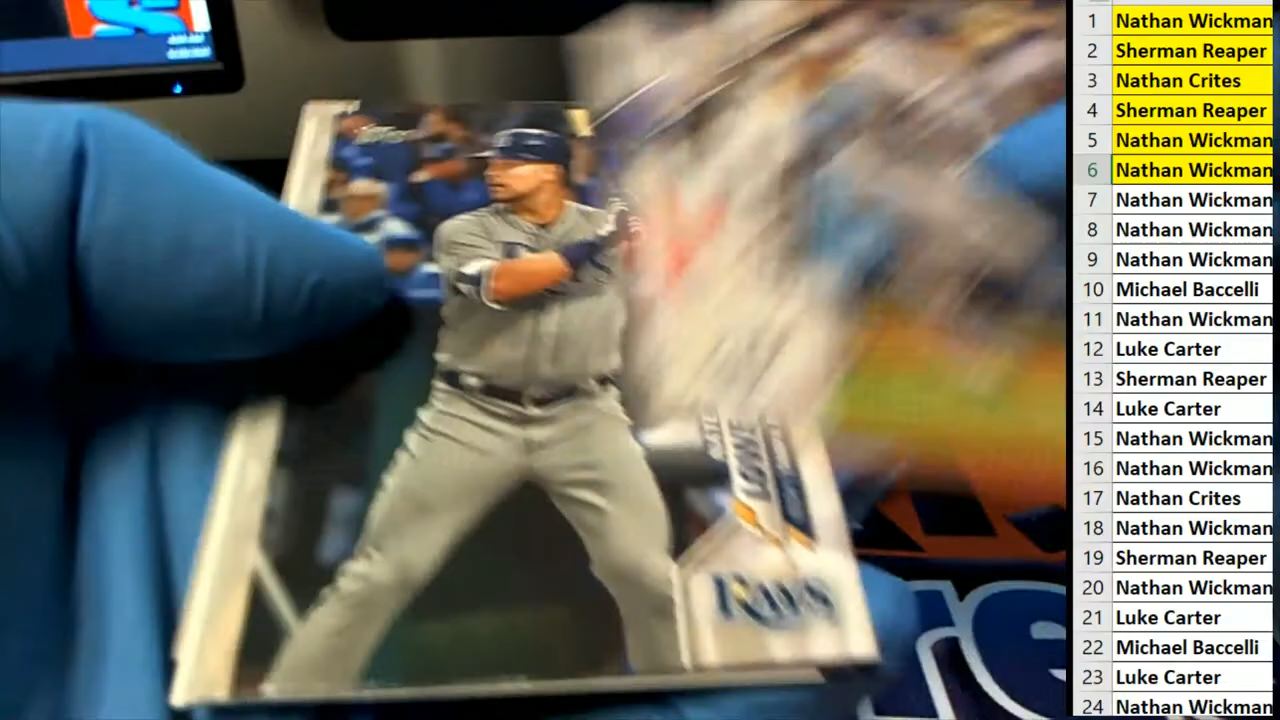 LOWE
Rays
1 Nathan Wickman
2 Sherman Reaper
3 Nathan Crites
4 Sherman Reaper
5 Nathan Wickman
6 Nathan Wickman
7 Nathan Wickman
8 Nathan Wickman
9 Nathan Wickman
10 Michael Baccelli
11 Nathan Wickman
12 Luke Carter
13 Sherman Reaper
14 Luke Carter
15 Nathan Wickman
16 Nathan Wickman
17 Nathan Crites
18 Nathan Wickman
19 Sherman Reaper
20 Nathan Wickman
21 Luke Carter
22 Michael Baccelli
23 Luke Carter
24 Nathan Wickman